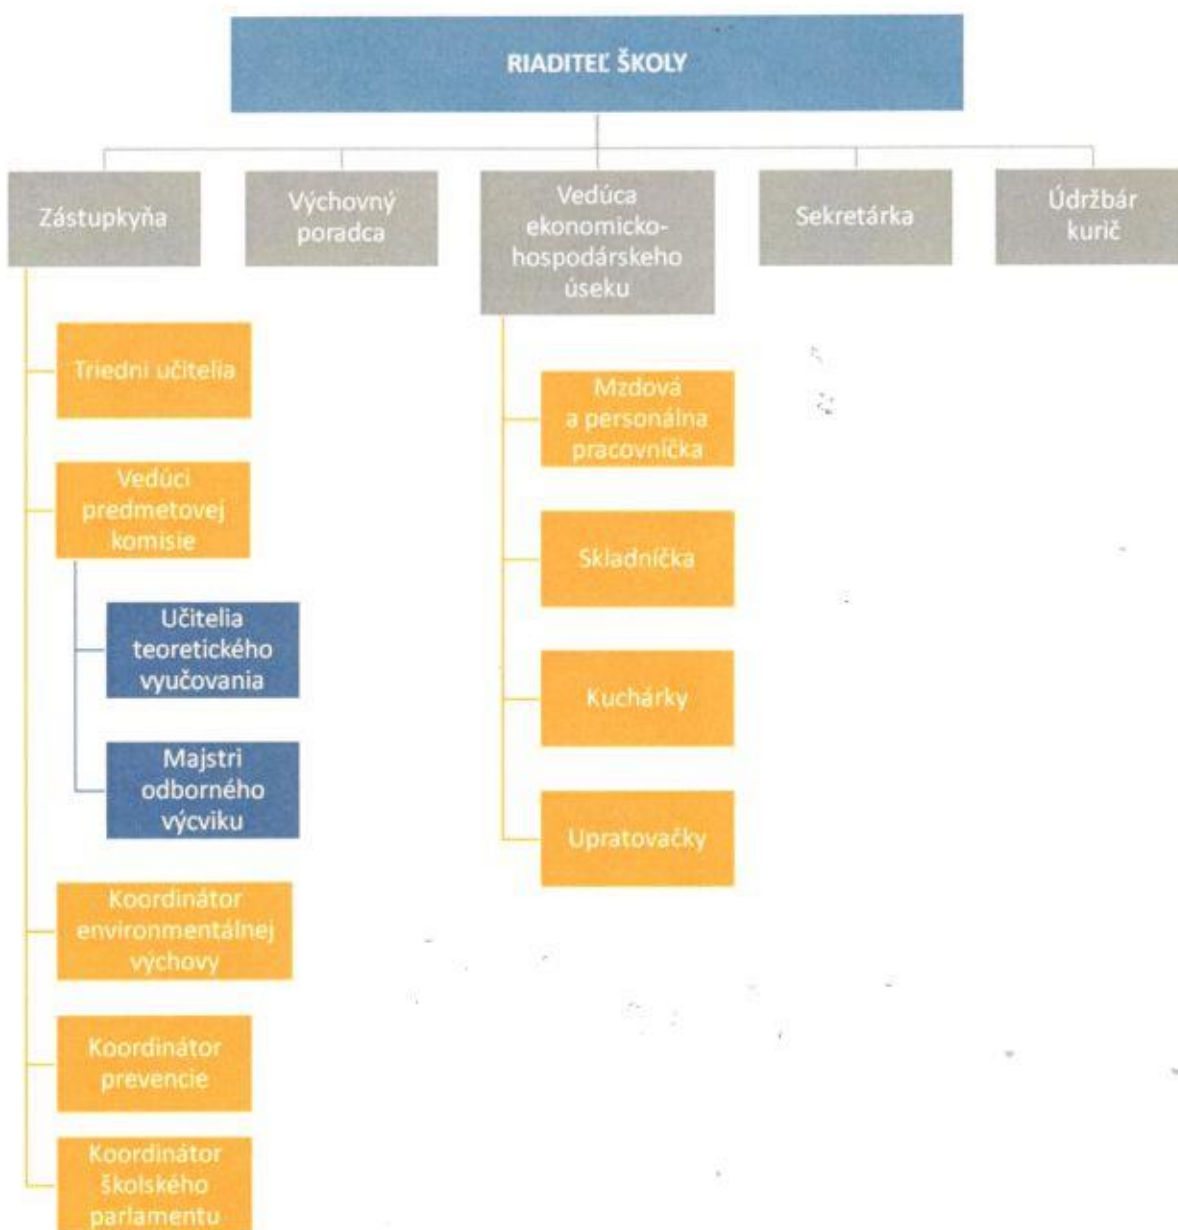 RIADITEĽ ŠKOLY
Zástupkyňa
Výchovný
poradca
Vedúca
ekonomicko-
hospodárskeho
úseku
Sekretárka
Údržbár
kurič
Triedni učitelia
Vedúci
predmetovej
komisie
Učitelia
teoretického
vyučovania
Majstri
odborného
výcviku
Koordinátor
environmentálnej
výchovy
Koordinátor
prevencie
Koordinátor
školského
parlamentu
Mzdová
a personálna
pracovníčka
Skladníčka
Kuchárky
Upratovačky